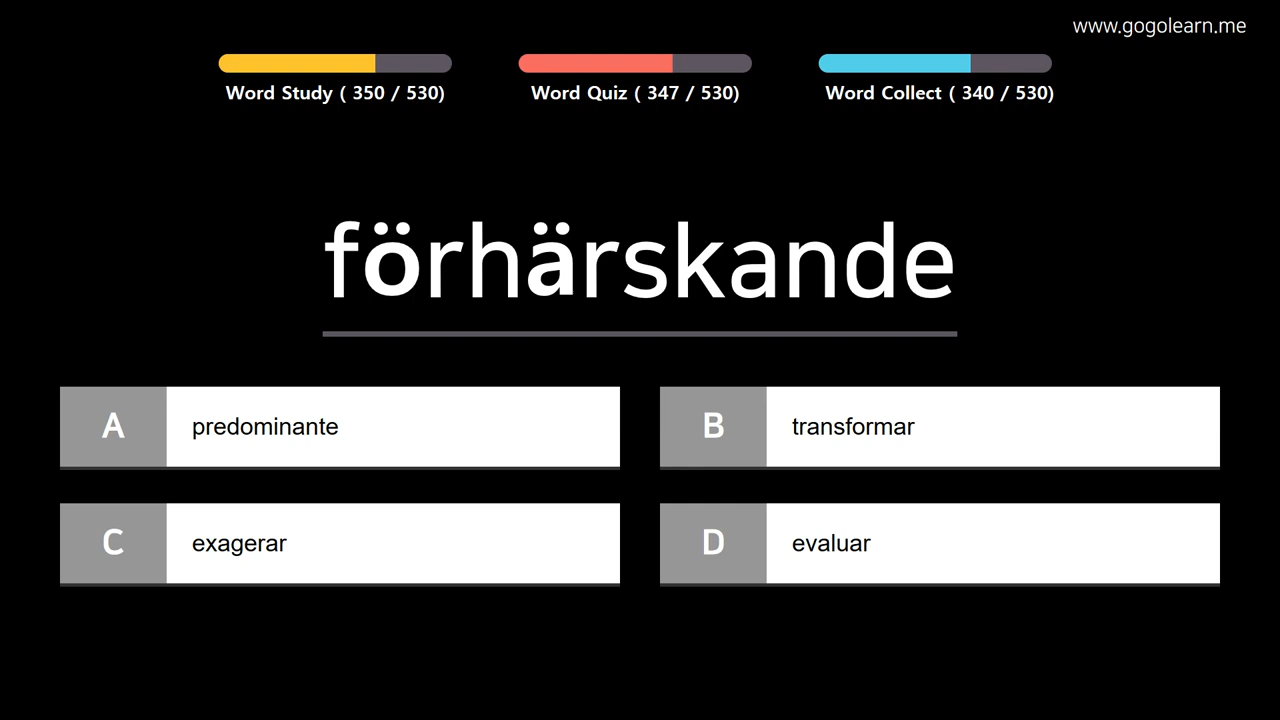 www.gogolearn.me
Word Study ( 350 / 530)
Word Quiz ( 347 / 530)
Word Collect ( 340 / 530)
förhärskande
A predominante
B transformar
C exagerar
D evaluar